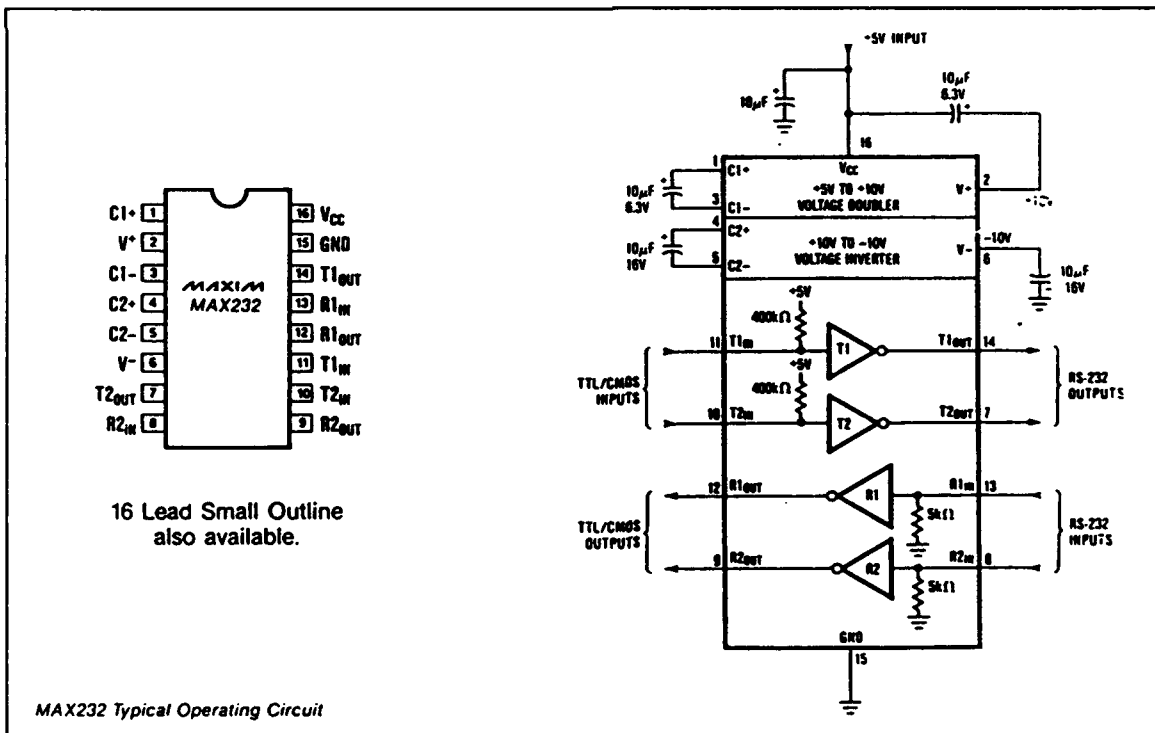 C1+ 1
V+ 2
C1- 3
C2+ 4
C2- 5
V- 6
T2OUT 7
R2IN 8
MAXIM
MAX232
16 VCC
15 GND
14 T1OUT
13 R1IN
12 R1OUT
11 T1IN
10 T2IN
9 R2OUT
16 Lead Small Outline
also available.
+5V INPUT
10µF
10µF
6.3V
16
VCC
1
C1+
10µF
6.3V
3
C1-
+5V TO +10V
VOLTAGE DOUBLER
V+
2
4
C2+
10µF
16V
5
C2-
+10V TO -10V
VOLTAGE INVERTER
V-
-10V
6
10µF
16V
+5V
400kΩ
11
T1IN
T1
T1OUT
14
+5V
400kΩ
TTL/CMOS
INPUTS
10
T2IN
T2
T2OUT
7
RS-232
OUTPUTS
12
R1OUT
R1
R1IN
13
5kΩ
TTL/CMOS
OUTPUTS
9
R2OUT
R2
R2IN
8
5kΩ
RS-232
INPUTS
GND
15
MAX232 Typical Operating Circuit